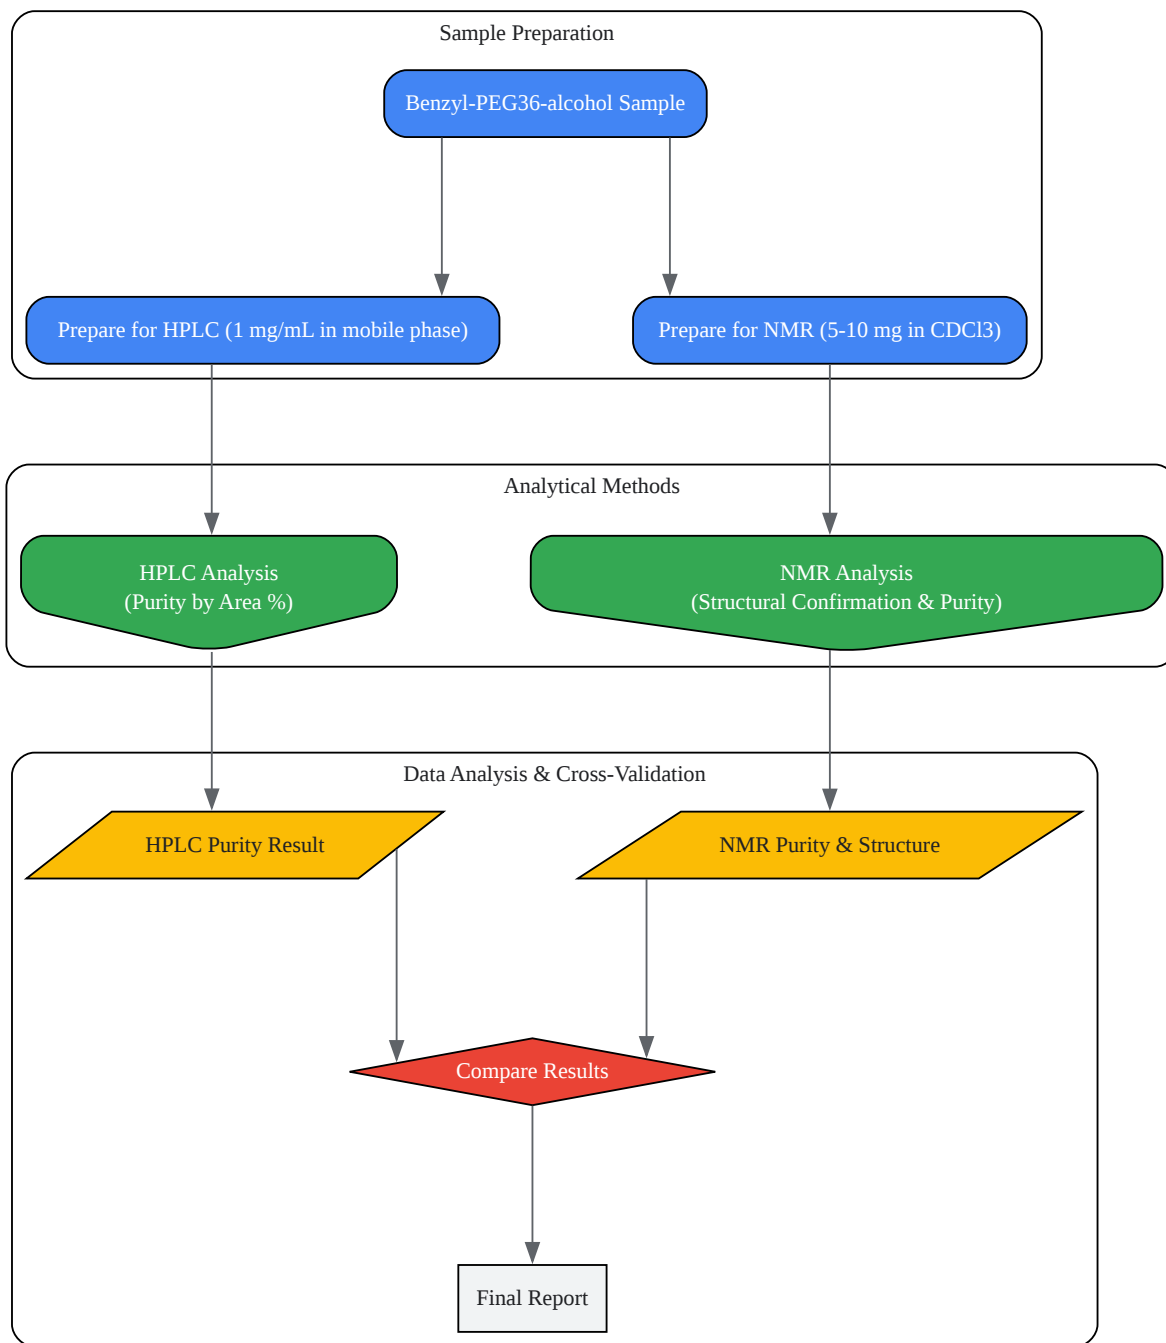 Sample Preparation
Benzyl-PEG36-alcohol Sample
Prepare for HPLC (1 mg/mL in mobile phase)
Prepare for NMR (5-10 mg in CDCl3)
Analytical Methods
HPLC Analysis
(Purity by Area %)
NMR Analysis
(Structural Confirmation & Purity)
Data Analysis & Cross-Validation
HPLC Purity Result
NMR Purity & Structure
Compare Results
Final Report